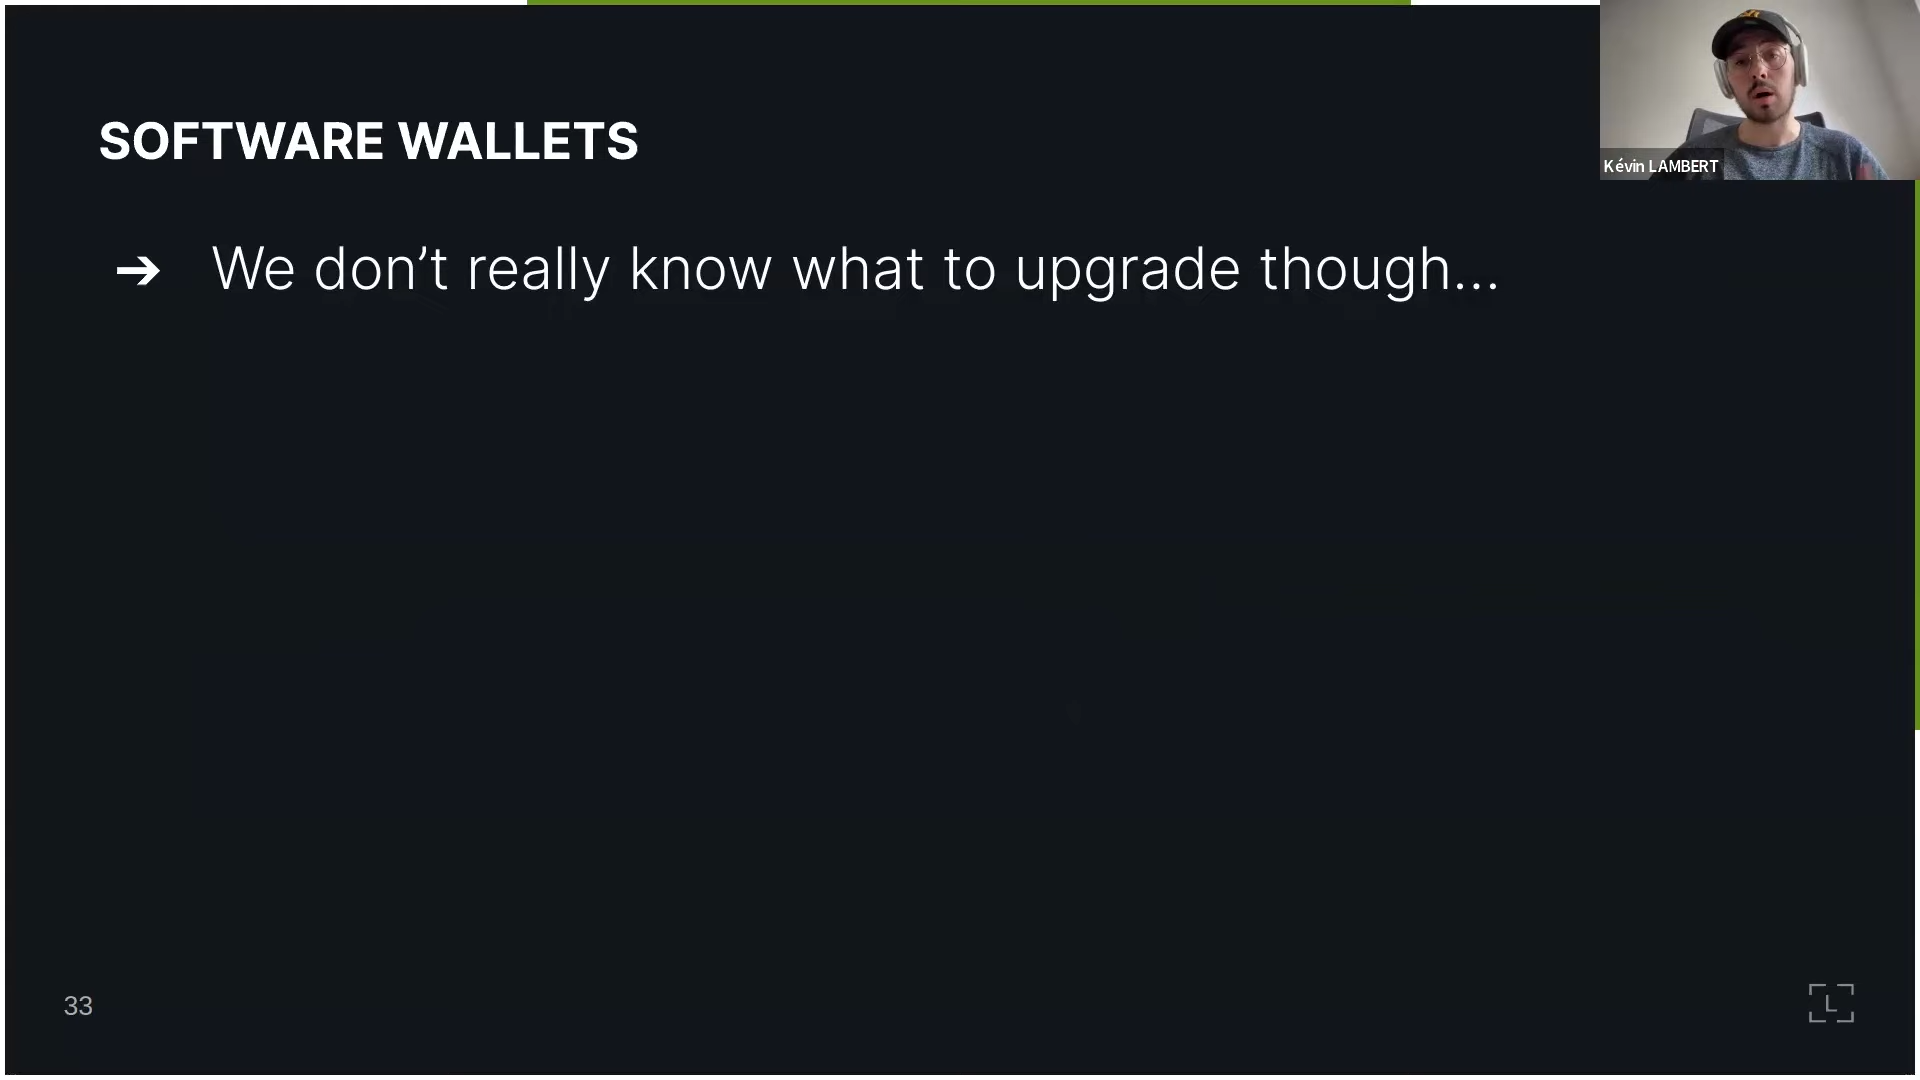 SOFTWARE WALLETS
Kévin LAMBERT
➔ We don’t really know what to upgrade though...
33
L